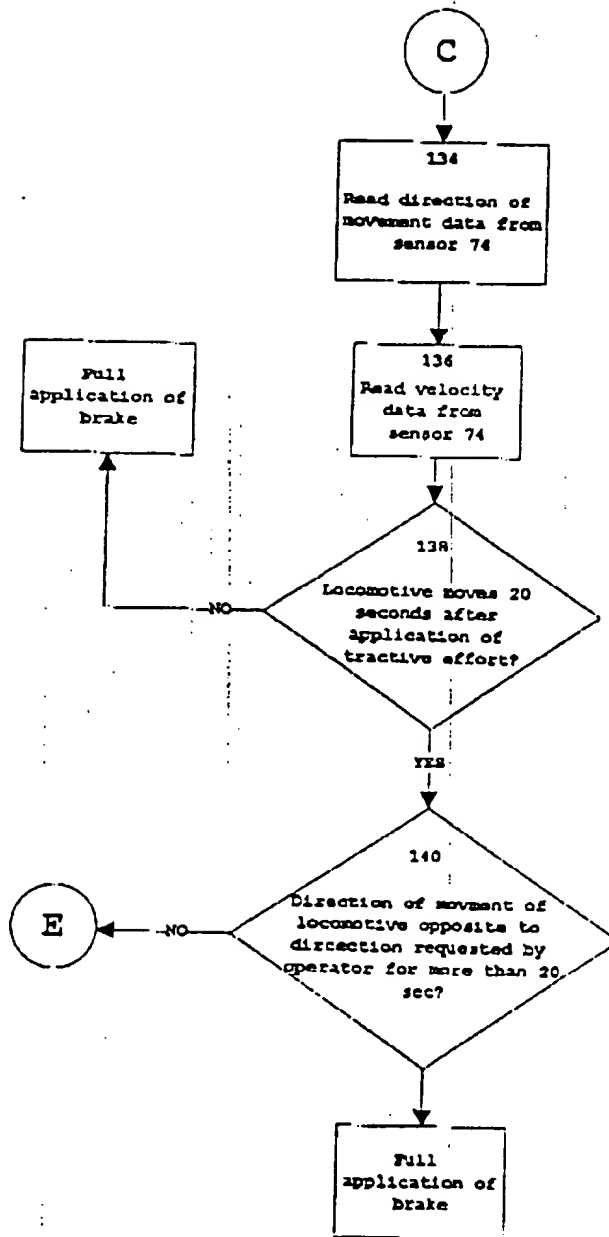 C
134
Read direction of
movement data from
sensor 74
136
Read velocity
data from
sensor 74
Full
application of
brake
138
Locomotive moves 20
seconds after
application of
tractive effort?
NO
YES
140
Direction of movment of
locomotive opposite to
dircection requested by
operator for more than 20
sec?
NO
E
Full
application of
brake